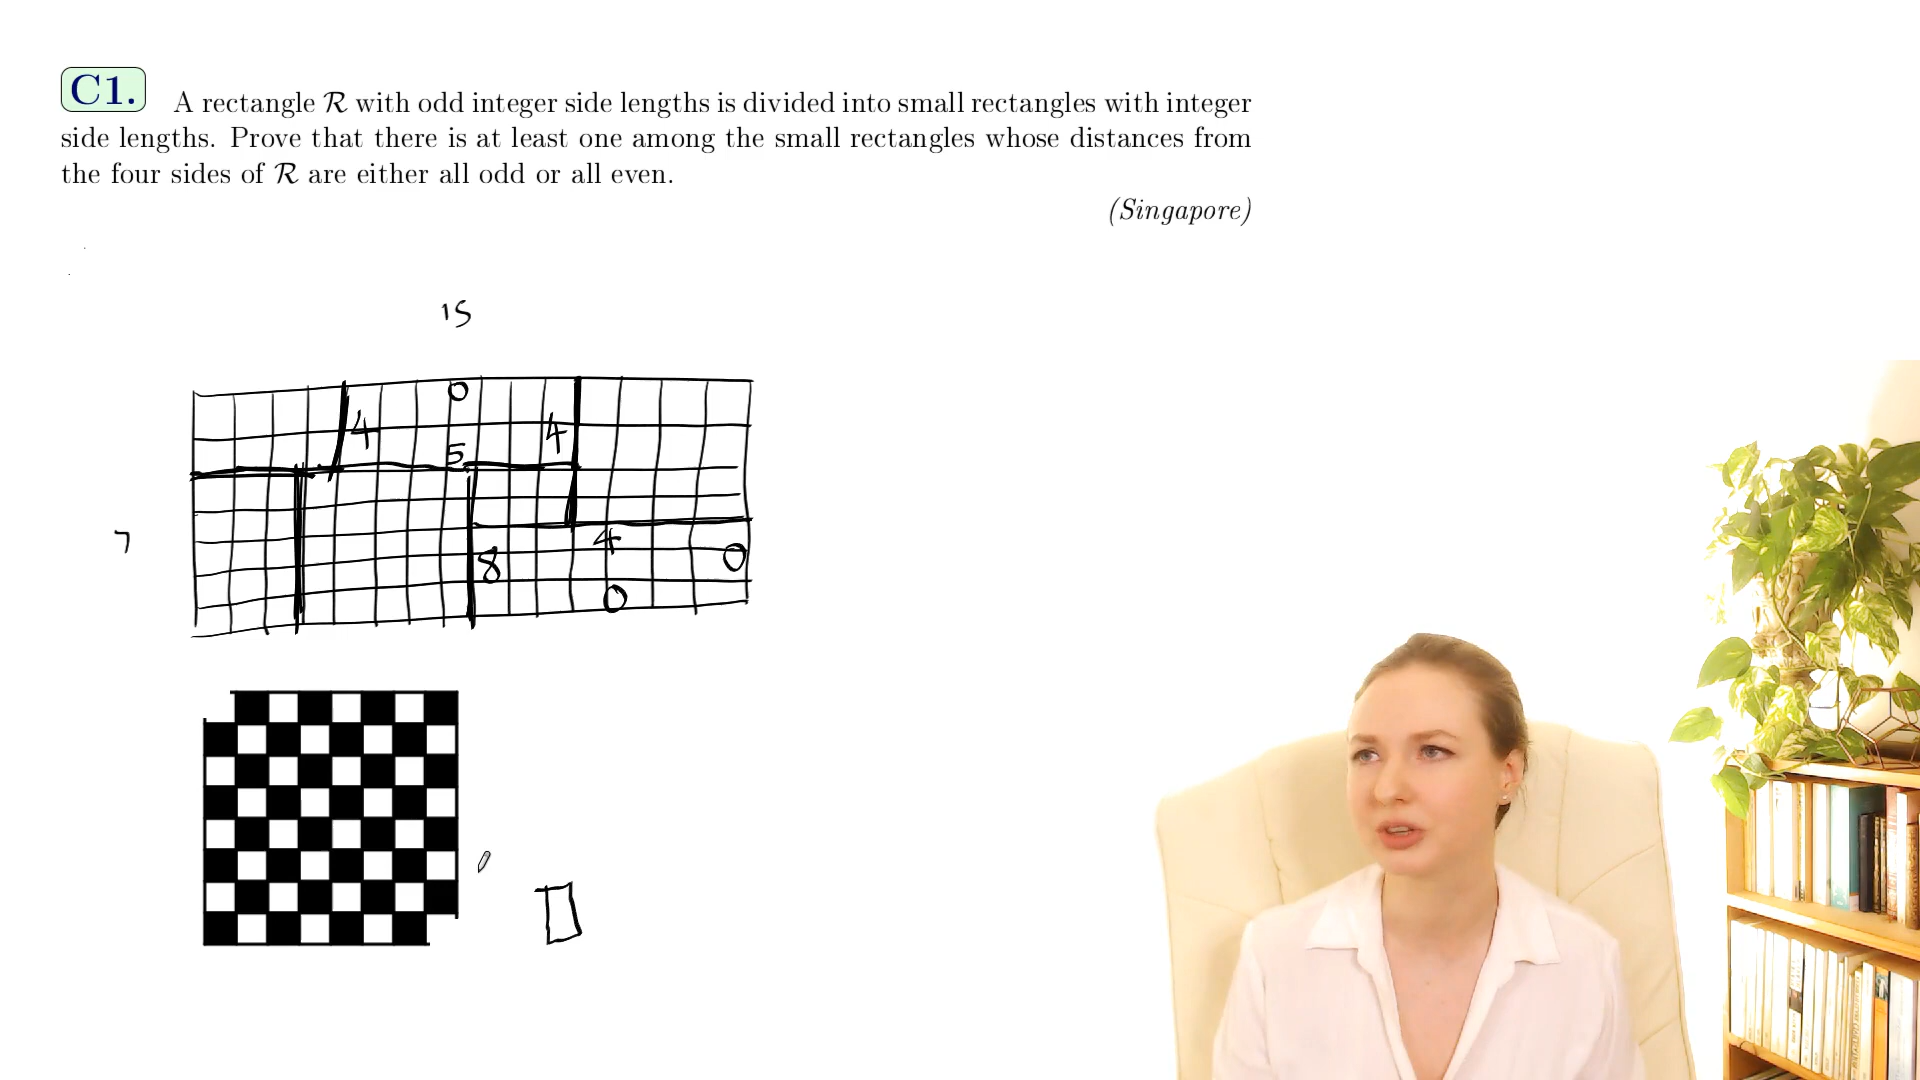 C1. A rectangle ℛ with odd integer side lengths is divided into small rectangles with integer
side lengths. Prove that there is at least one among the small rectangles whose distances from
the four sides of ℛ are either all odd or all even.
(Singapore)
15
0
4 4
5
7
4
8 0
0